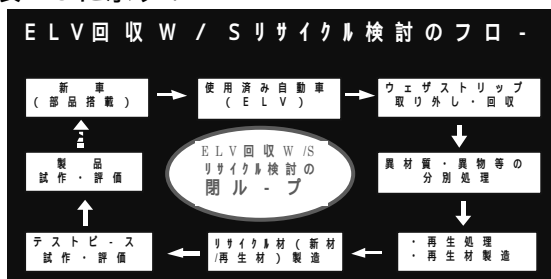 ELV回収W/Sリサイクル検討のフロ-
新車
(部品搭載)
使用済み自動車
(ELV)
ウェザストリップ
取り外し・回収
異材質・異物等の
分別処理
・再生処理
・再生材製造
リサイクル材(新材
/再生材)製造
テストピ-ス
試作・評価
製品
試作・評価
ELV回収W/S
リサイクル検討の
閉ル-プ